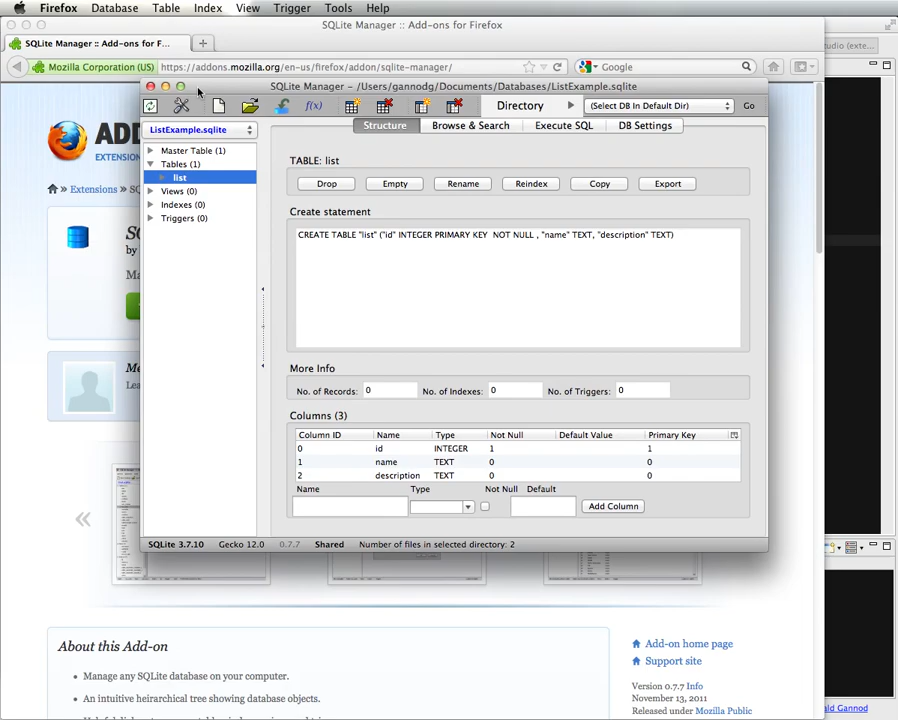 Firefox Database Table Index View Trigger Tools Help
SQLite Manager :: Add-ons for Firefox
SQLite Manager :: Add-ons for F...
Mozilla Corporation (US) https://addons.mozilla.org/en-us/firefox/addon/sqlite-manager/ Google
SQLite Manager – /Users/gannodg/Documents/Databases/ListExample.sqlite
f(x) Directory (Select DB In Default Dir) Go
ListExample.sqlite Structure Browse & Search Execute SQL DB Settings
Master Table (1)
Tables (1)
list
Views (0)
Indexes (0)
Triggers (0)
TABLE: list
Drop Empty Rename Reindex Copy Export
Create statement
CREATE TABLE "list" ("id" INTEGER PRIMARY KEY NOT NULL , "name" TEXT, "description" TEXT)
More Info
No. of Records: 0 No. of Indexes: 0 No. of Triggers: 0
Columns (3)
Column ID Name Type Not Null Default Value Primary Key
0 id INTEGER 1 1
1 name TEXT 0 0
2 description TEXT 0 0
Name Type Not Null Default
Add Column
SQLite 3.7.10 Gecko 12.0 0.7.7 Shared Number of files in selected directory: 2
ADD
EXTENSION
Extensions » S
by
Ma
Me
Lea
«
About this Add-on
Manage any SQLite database on your computer.
An intuitive heirarchical tree showing database objects.
Add-on home page
Support site
Version 0.7.7 Info
November 13, 2011
Released under Mozilla Public
ald Gannod